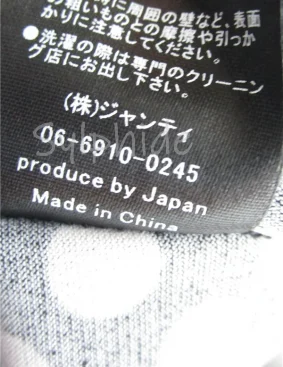 に周囲の壁など、表面
の粗いものとの摩擦や引っか
かりに注意してください。
●洗濯の際は専門のクリーニン
グ店にお出し下さい。
(株)ジャンティ
Sylphide
06-6910-0245
produce by Japan
Made in China